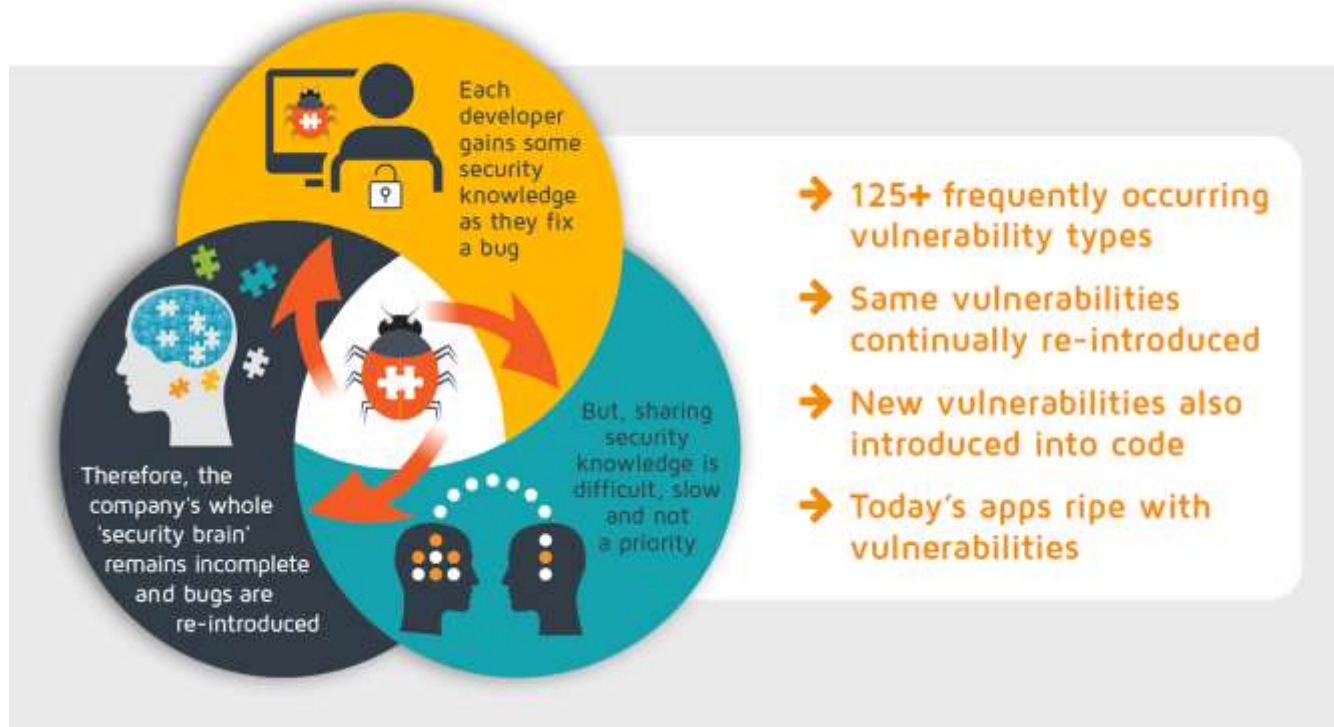 Each
developer
gains some
security
knowledge
as they fix
a bug
But, sharing
security
knowledge is
difficult, slow
and not
a priority
Therefore, the
company's whole
'security brain'
remains incomplete
and bugs are
re-introduced
→ 125+ frequently occurring
vulnerability types
→ Same vulnerabilities
continually re-introduced
→ New vulnerabilities also
introduced into code
→ Today's apps ripe with
vulnerabilities